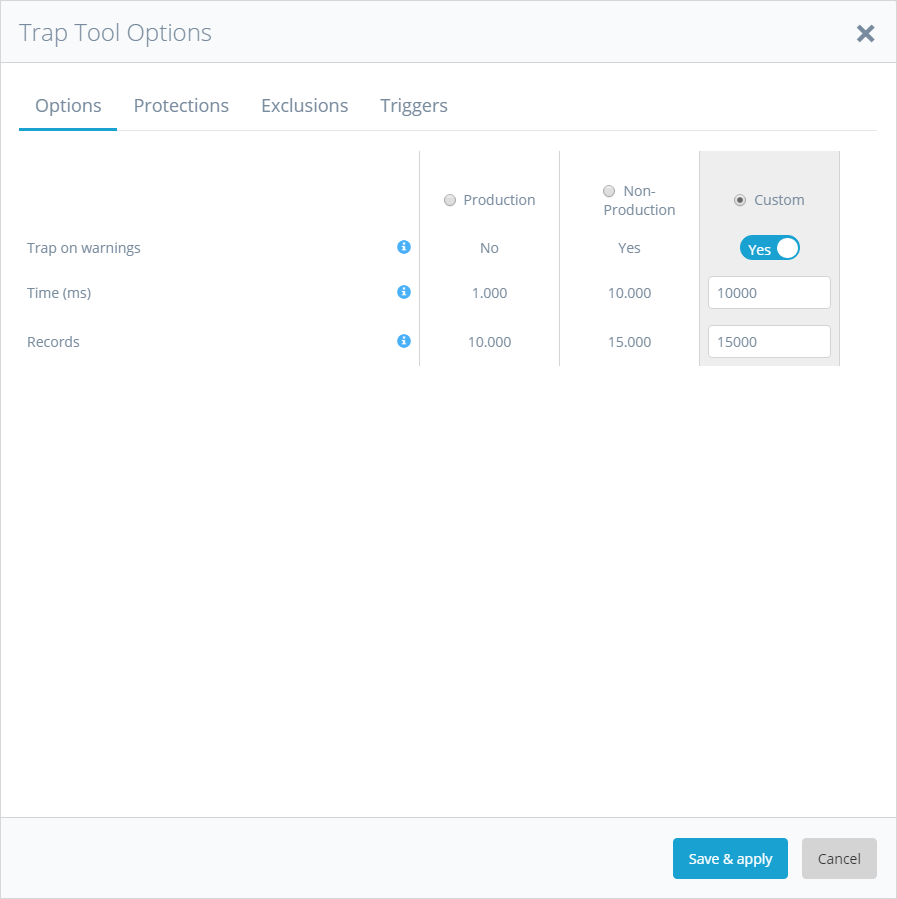 Trap Tool Options
Options Protections Exclusions Triggers
Production Non-
Production Custom
Trap on warnings No Yes Yes
Time (ms) 1.000 10.000 10000
Records 10.000 15.000 15000
Save & apply Cancel